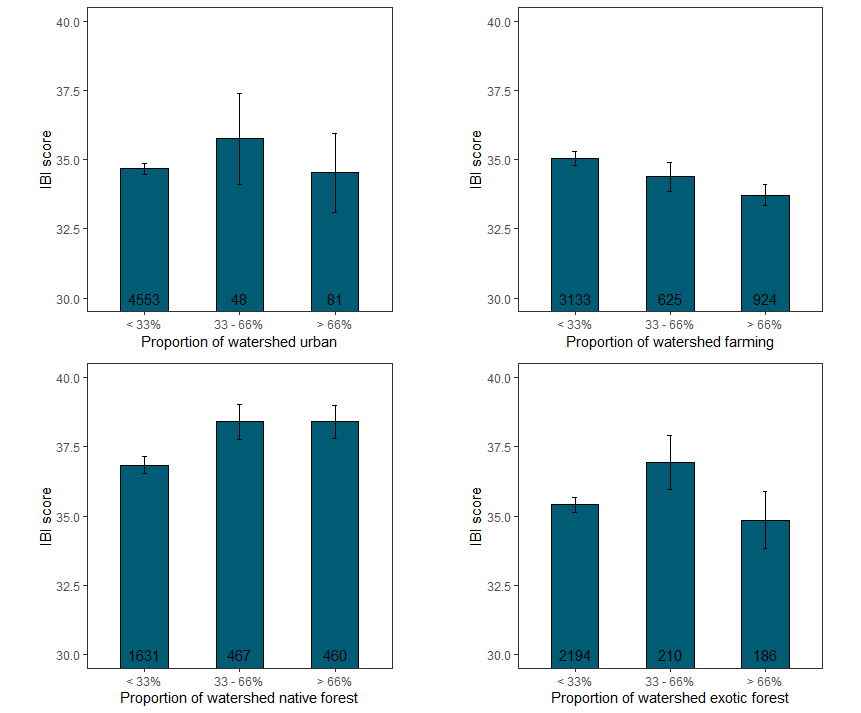 40.0
37.5
35.0
32.5
30.0
IBI score
4553 48 81
< 33% 33 - 66% > 66%
Proportion of watershed urban
40.0
37.5
35.0
32.5
30.0
IBI score
3133 625 924
< 33% 33 - 66% > 66%
Proportion of watershed farming
40.0
37.5
35.0
32.5
30.0
IBI score
1631 467 460
< 33% 33 - 66% > 66%
Proportion of watershed native forest
40.0
37.5
35.0
32.5
30.0
IBI score
2194 210 186
< 33% 33 - 66% > 66%
Proportion of watershed exotic forest